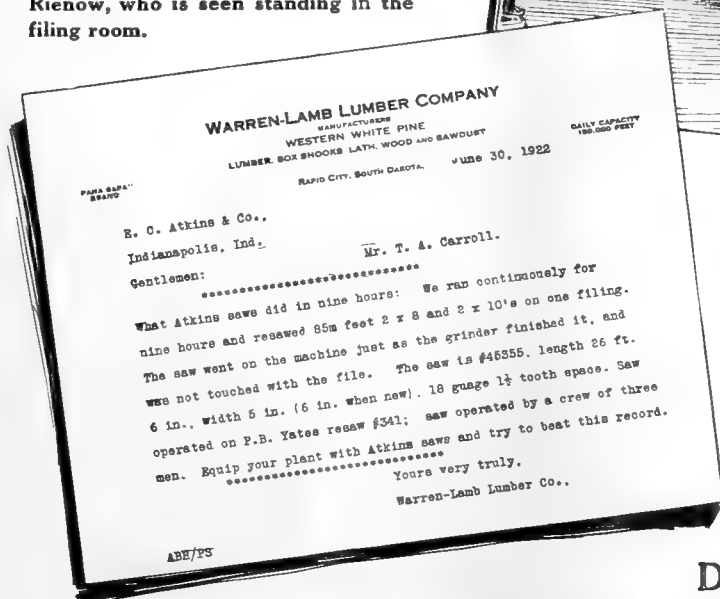 Rienow, who is seen standing in the
filing room.
WARREN-LAMB LUMBER COMPANY
MANUFACTURERS
WESTERN WHITE PINE
LUMBER, BOX SHOOKS LATH, WOOD AND SAWDUST
DAILY CAPACITY
150,000 FEET
"PAHA SAPA"
BRAND
RAPID CITY, SOUTH DAKOTA, June 30, 1922
E. C. Atkins & Co.,
Indianapolis, Ind.
Mr. T. A. Carroll.
Gentlemen:
******************************
What Atkins saws did in nine hours: We ran continuously for
nine hours and resawed 85m feet 2 x 8 and 2 x 10's on one filing.
The saw went on the machine just as the grinder finished it, and
was not touched with the file. The saw is #45355, length 26 ft.
6 in., width 5 in. (6 in. when new). 18 guage 1½ tooth space. Saw
operated on P.B. Yates resaw #341; saw operated by a crew of three
men. Equip your plant with Atkins saws and try to beat this record.
******************************
Yours very truly,
Warren-Lamb Lumber Co.,
ABH/PS
D